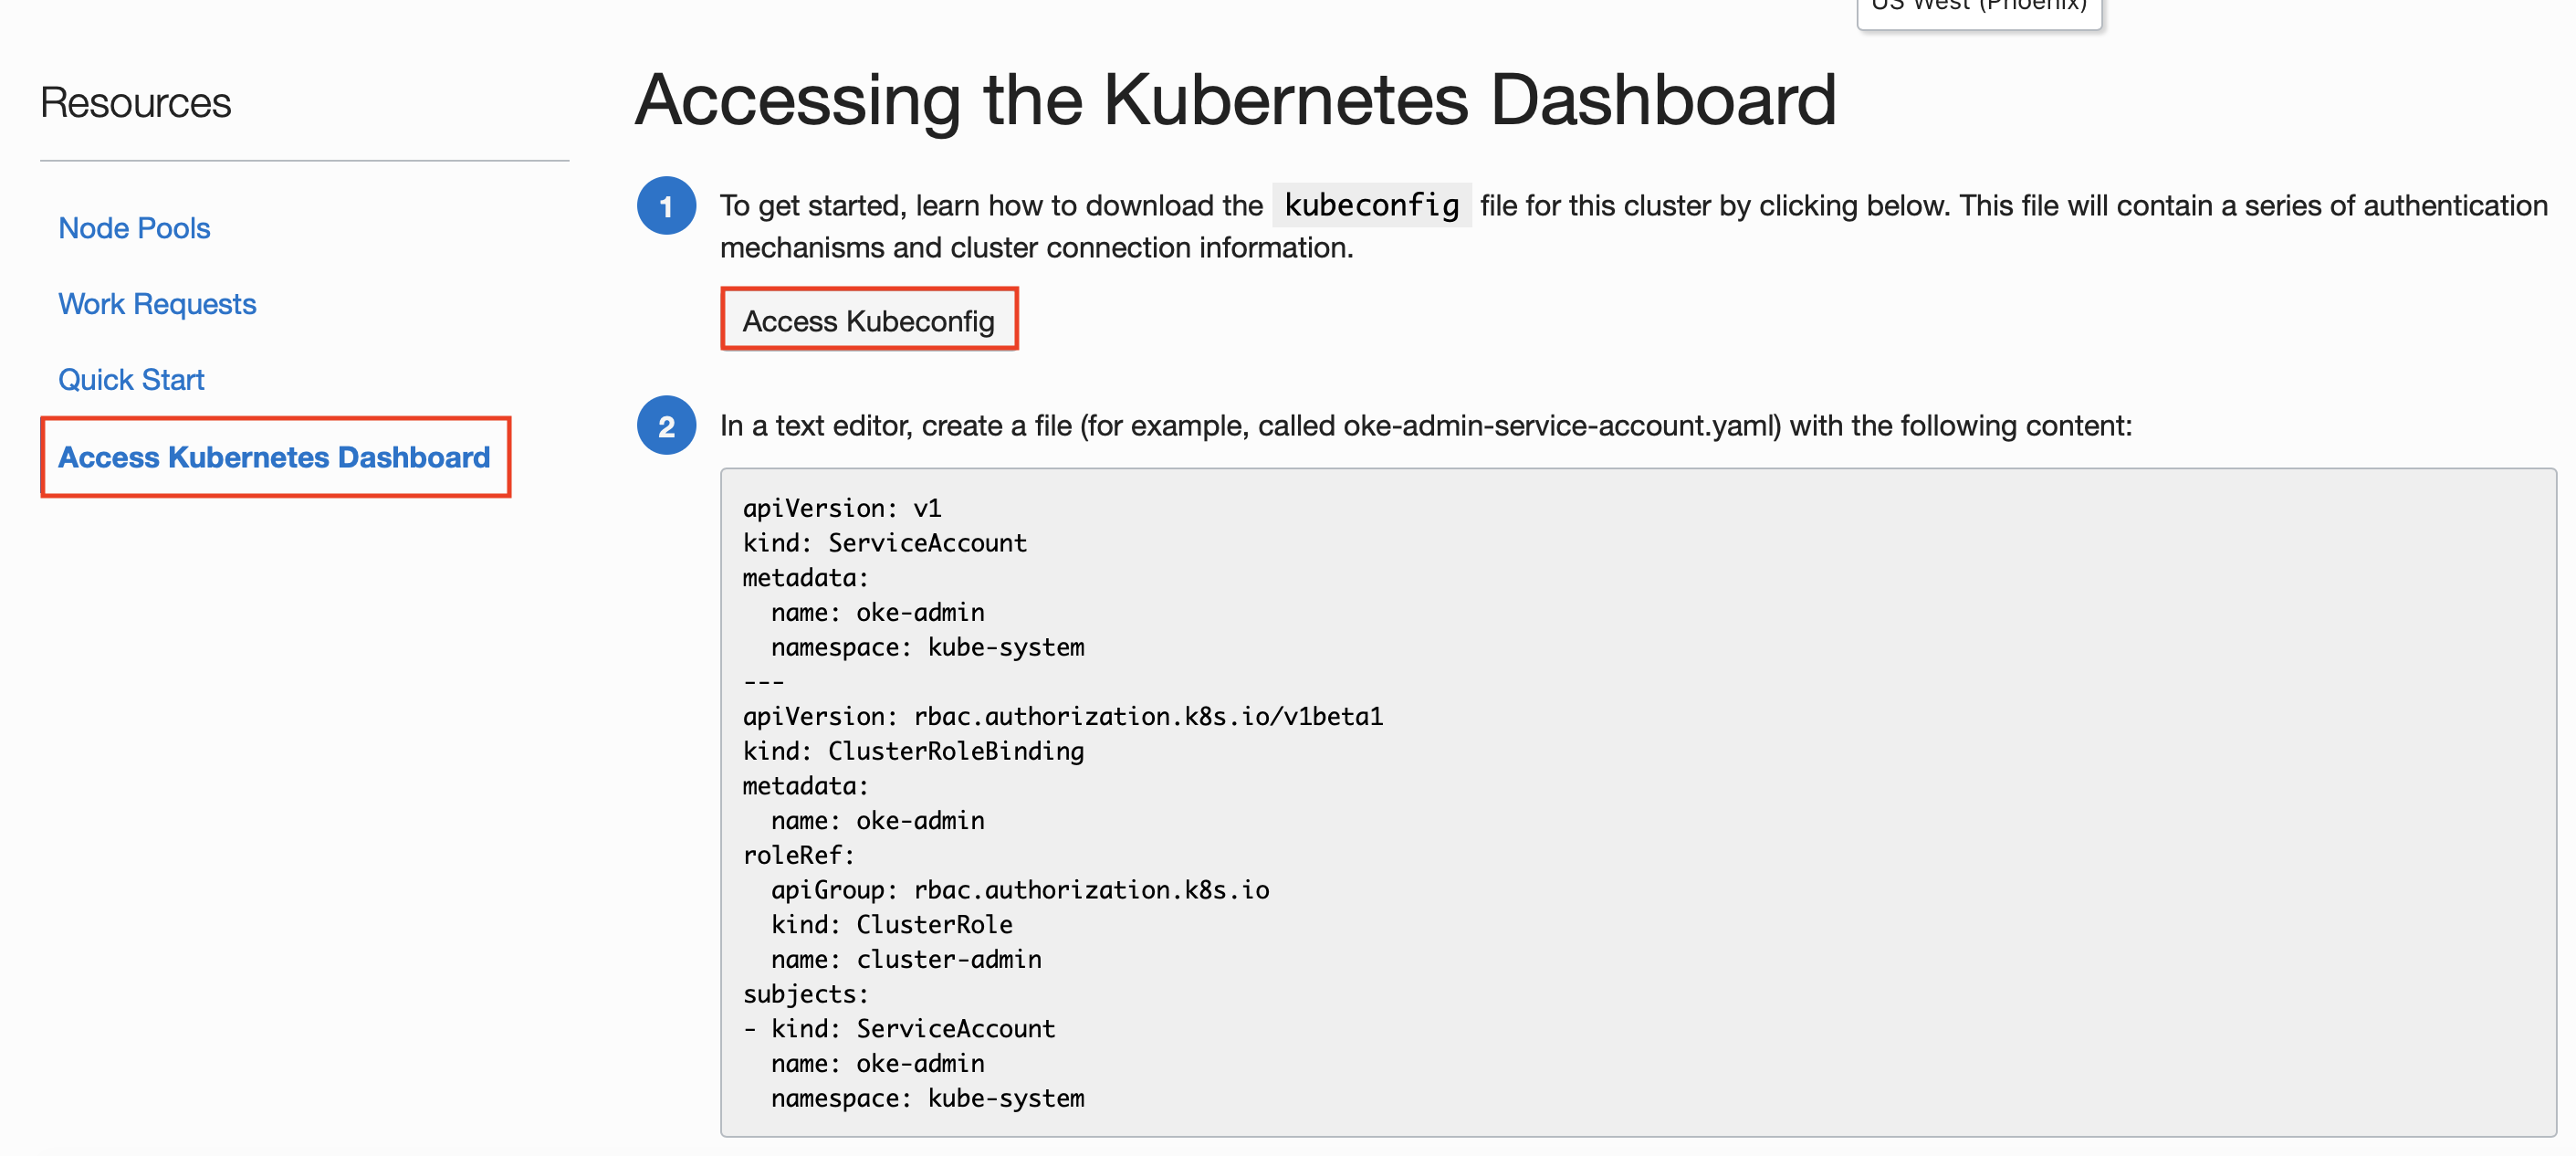 US West (Phoenix)
Resources
Node Pools
Work Requests
Quick Start
Access Kubernetes Dashboard
Accessing the Kubernetes Dashboard
1
To get started, learn how to download the kubeconfig file for this cluster by clicking below. This file will contain a series of authentication
mechanisms and cluster connection information.
Access Kubeconfig
2
In a text editor, create a file (for example, called oke-admin-service-account.yaml) with the following content:
apiVersion: v1
kind: ServiceAccount
metadata:
  name: oke-admin
  namespace: kube-system
---
apiVersion: rbac.authorization.k8s.io/v1beta1
kind: ClusterRoleBinding
metadata:
  name: oke-admin
roleRef:
  apiGroup: rbac.authorization.k8s.io
  kind: ClusterRole
  name: cluster-admin
subjects:
- kind: ServiceAccount
  name: oke-admin
  namespace: kube-system